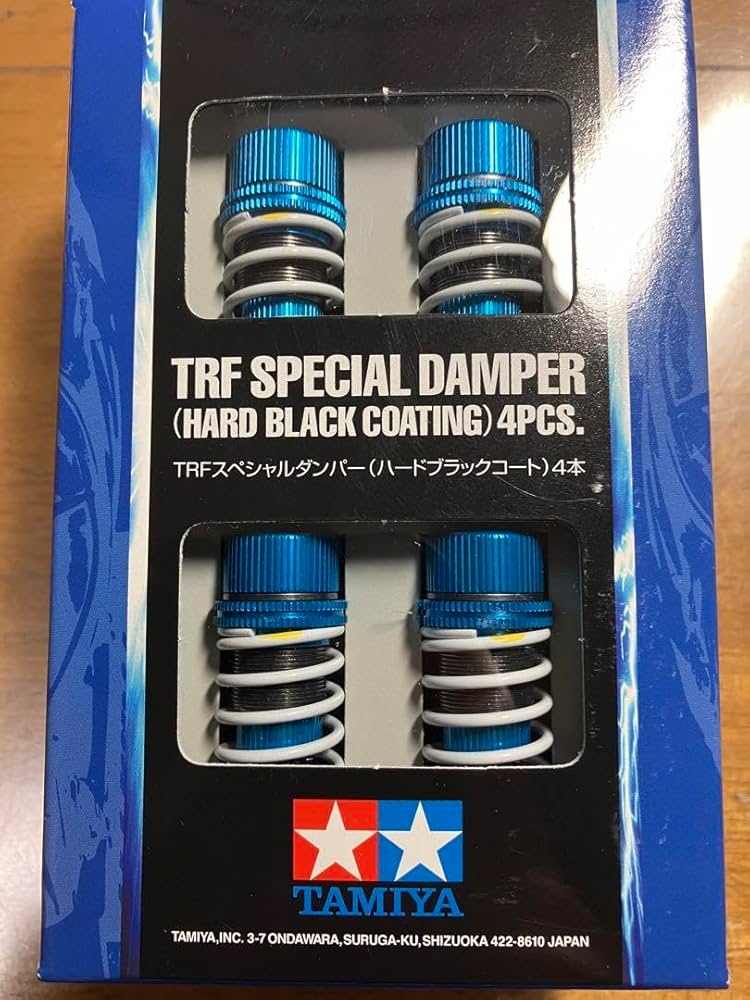 TRF SPECIAL DAMPER
(HARD BLACK COATING) 4PCS.
TRFスペシャルダンパー(ハードブラックコート)4本
TAMIYA
TAMIYA,INC. 3-7 ONDAWARA,SURUGA-KU,SHIZUOKA 422-8610 JAPAN